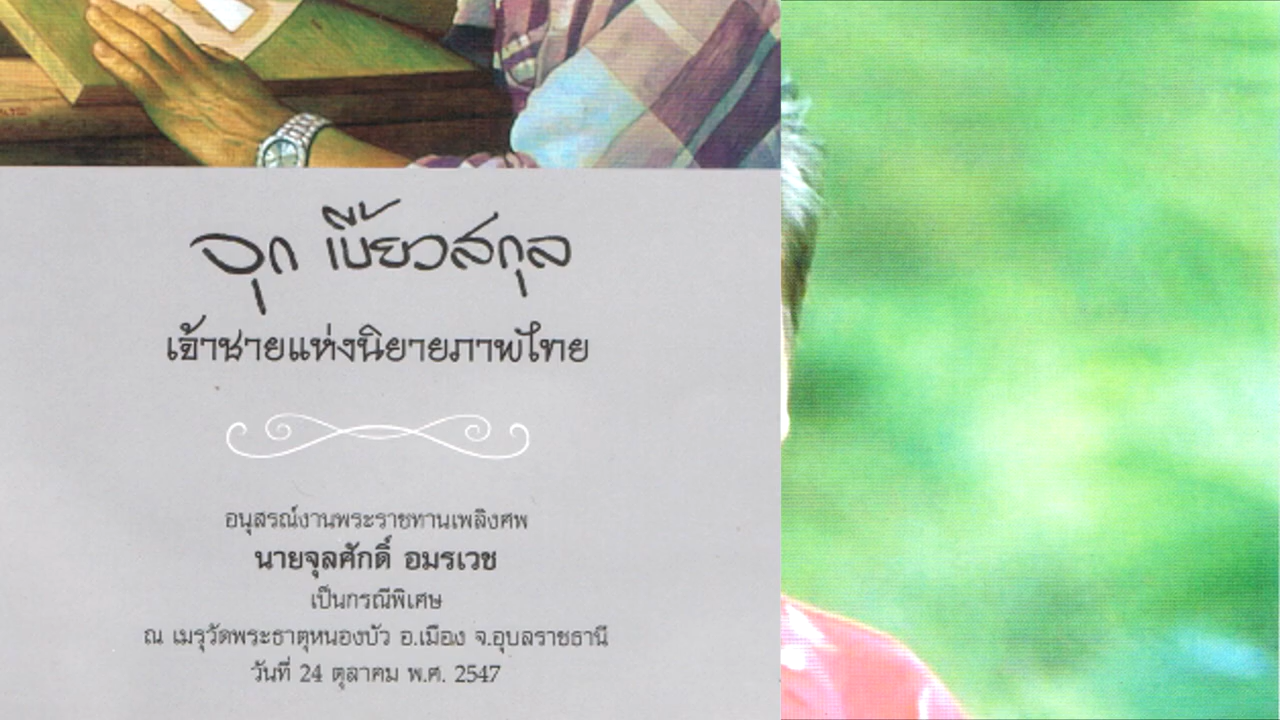 จุก เบี้ยวสกุล
เจ้าชายแห่งนิยายภาพไทย
อนุสรณ์งานพระราชทานเพลิงศพ
นายจุลศักดิ์ อมรเวช
เป็นกรณีพิเศษ
ณ เมรุวัดพระธาตุหนองบัว อ.เมือง จ.อุบลราชธานี
วันที่ 24 ตุลาคม พ.ศ. 2547